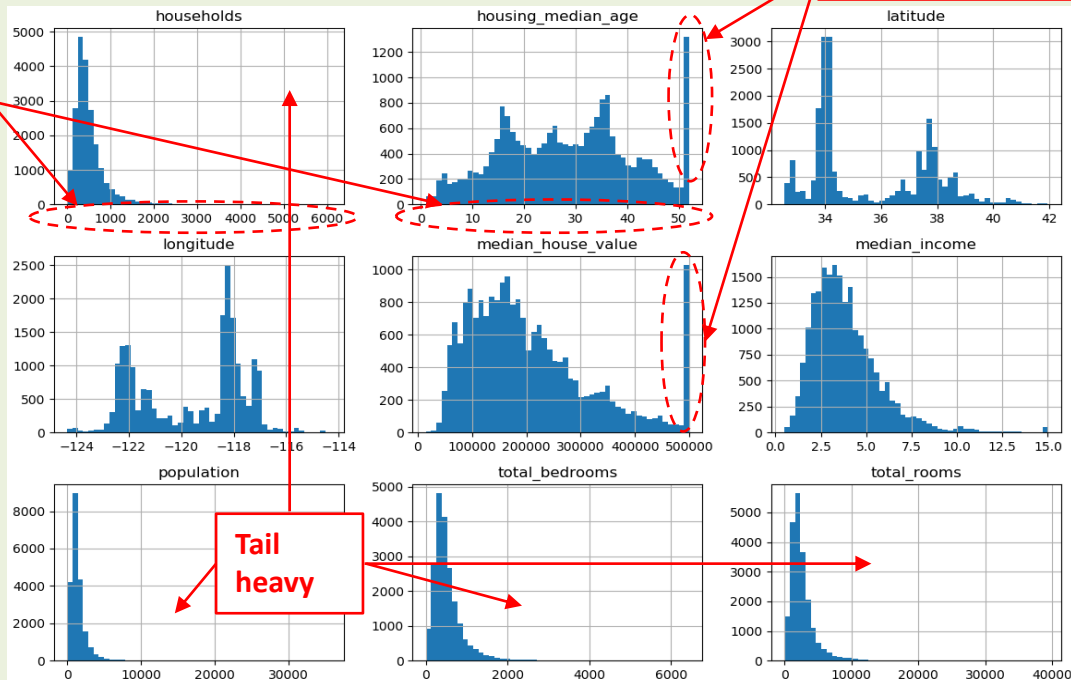 households
5000
4000
3000
2000
1000
0
0 1000 2000 3000 4000 5000 6000
housing_median_age
1200
1000
800
600
400
200
0
0 10 20 30 40 50
latitude
3000
2500
2000
1500
1000
500
0
34 36 38 40 42
longitude
2500
2000
1500
1000
500
0
−124 −122 −120 −118 −116 −114
median_house_value
1000
800
600
400
200
0
0 100000 200000 300000 400000 500000
median_income
1500
1250
1000
750
500
250
0
0.0 2.5 5.0 7.5 10.0 12.5 15.0
population
8000
6000
4000
2000
0
0 10000 20000 30000
Tail
heavy
total_bedrooms
5000
4000
3000
2000
1000
0
0 2000 4000 6000
total_rooms
5000
4000
3000
2000
1000
0
0 10000 20000 30000 40000